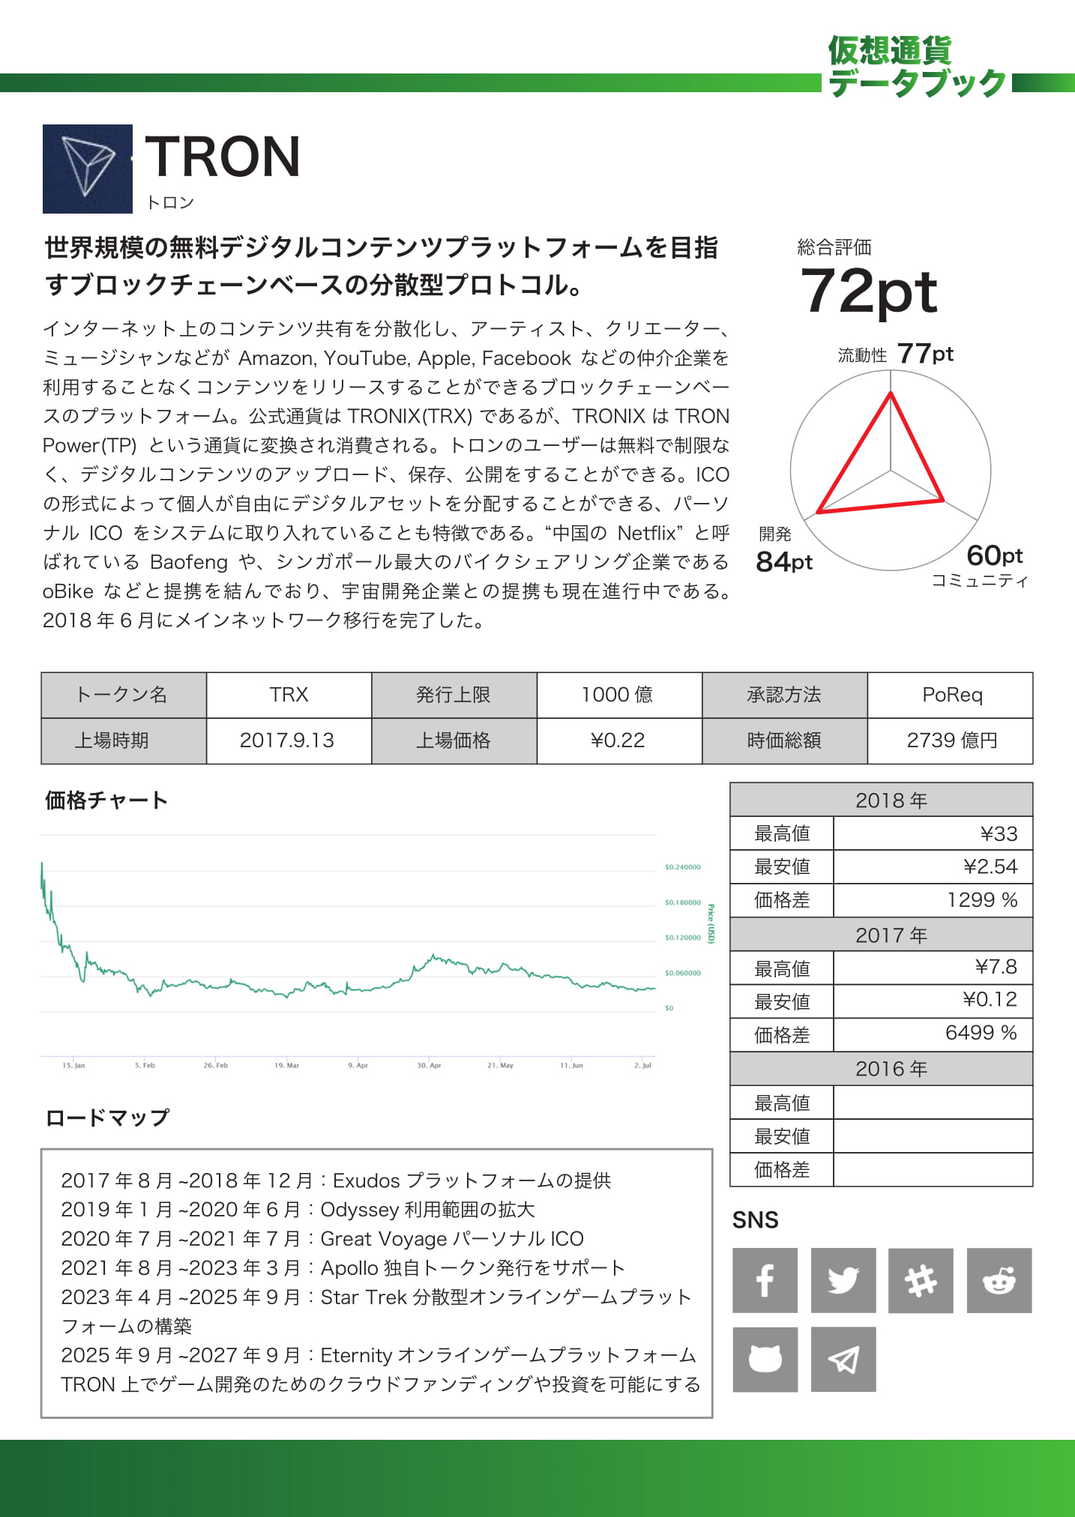 仮想通貨
データブック
TRON
トロン
世界規模の無料デジタルコンテンツプラットフォームを目指
すブロックチェーンベースの分散型プロトコル。
インターネット上のコンテンツ共有を分散化し、アーティスト、クリエーター、
ミュージシャンなどが Amazon, YouTube, Apple, Facebook などの仲介企業を
利用することなくコンテンツをリリースすることができるブロックチェーンベー
スのプラットフォーム。公式通貨は TRONIX(TRX) であるが、TRONIX は TRON
Power(TP) という通貨に変換され消費される。トロンのユーザーは無料で制限な
く、デジタルコンテンツのアップロード、保存、公開をすることができる。ICO
の形式によって個人が自由にデジタルアセットを分配することができる、パーソ
ナル ICO をシステムに取り入れていることも特徴である。“中国の Netflix” と呼
ばれている Baofeng や、シンガポール最大のバイクシェアリング企業である
oBike などと提携を結んでおり、宇宙開発企業との提携も現在進行中である。
2018 年 6 月にメインネットワーク移行を完了した。
総合評価
72pt
流動性 77pt
開発
84pt
60pt
コミュニティ
トークン名 TRX 発行上限 1000 億 承認方法 PoReq
上場時期 2017.9.13 上場価格 ¥0.22 時価総額 2739 億円
価格チャート
$0.240000
$0.180000
$0.120000
$0.060000
$0
Price (USD)
15. Jan 5. Feb 26. Feb 19. Mar 9. Apr 30. Apr 21. May 11. Jun 2. Jul
2018 年
最高値 ¥33
最安値 ¥2.54
価格差 1299 %
2017 年
最高値 ¥7.8
最安値 ¥0.12
価格差 6499 %
2016 年
最高値
最安値
価格差
ロードマップ
2017 年 8 月 ~2018 年 12 月：Exudos プラットフォームの提供
2019 年 1 月 ~2020 年 6 月：Odyssey 利用範囲の拡大
2020 年 7 月 ~2021 年 7 月：Great Voyage パーソナル ICO
2021 年 8 月 ~2023 年 3 月：Apollo 独自トークン発行をサポート
2023 年 4 月 ~2025 年 9 月：Star Trek 分散型オンラインゲームプラット
フォームの構築
2025 年 9 月 ~2027 年 9 月：Eternity オンラインゲームプラットフォーム
TRON 上でゲーム開発のためのクラウドファンディングや投資を可能にする
SNS